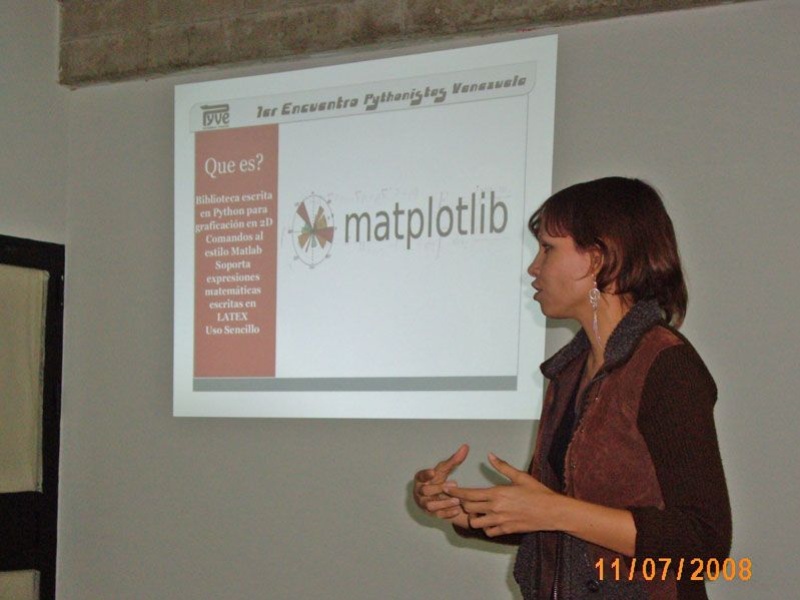 Pyve
1er Encuentro Pythonistas Venezuela
Que es?
Biblioteca escrita
en Python para
graficación en 2D
Comandos al
estilo Matlab
Soporta
expresiones
matemáticas
escritas en
LATEX
Uso Sencillo
matplotlib
11/07/2008